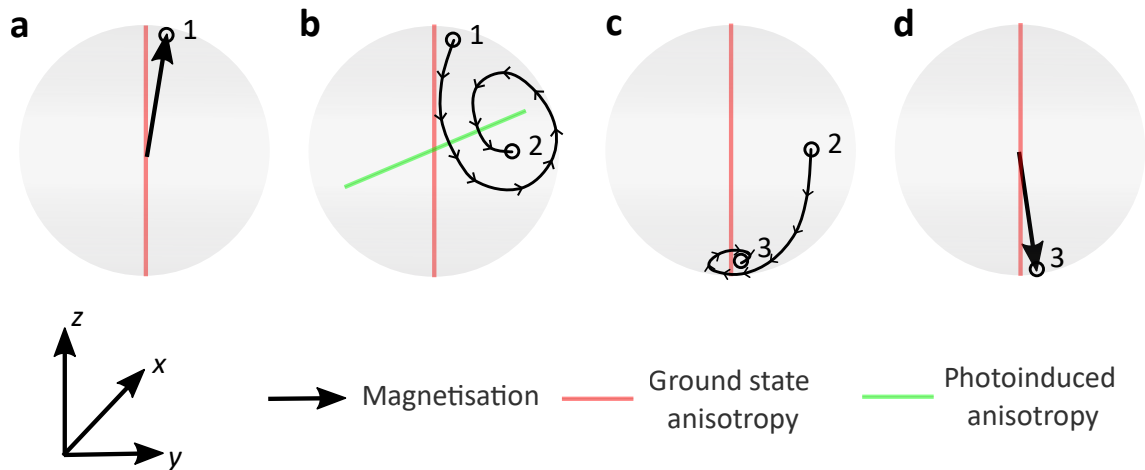 a
1
b
1
2
c
2
3
d
3
z
x
y
Magnetisation
Ground state
anisotropy
Photoinduced
anisotropy